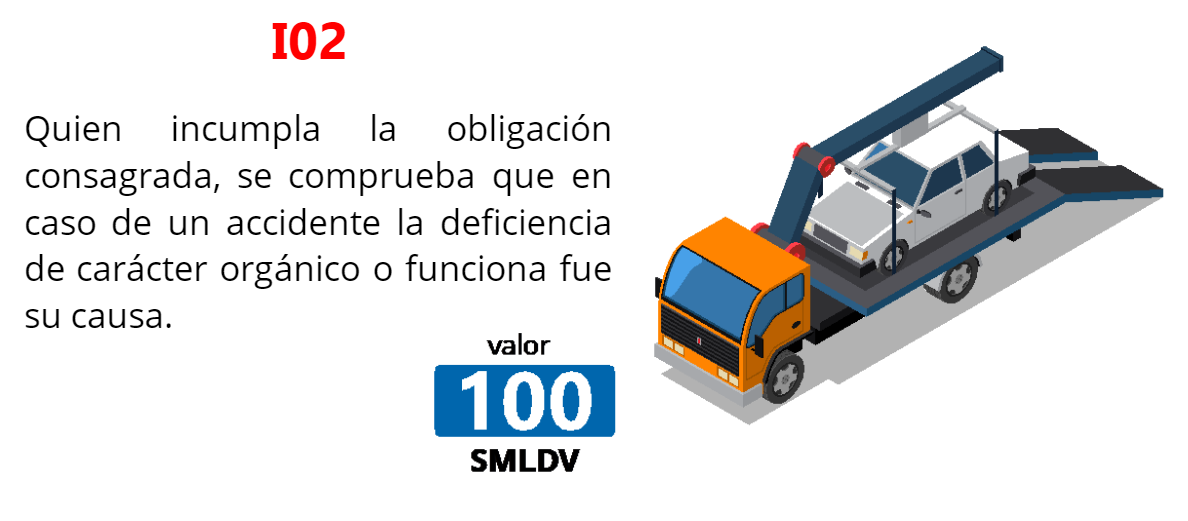 I02
Quien incumpla la obligación
consagrada, se comprueba que en
caso de un accidente la deficiencia
de carácter orgánico o funciona fue
su causa.
valor
100
SMLDV